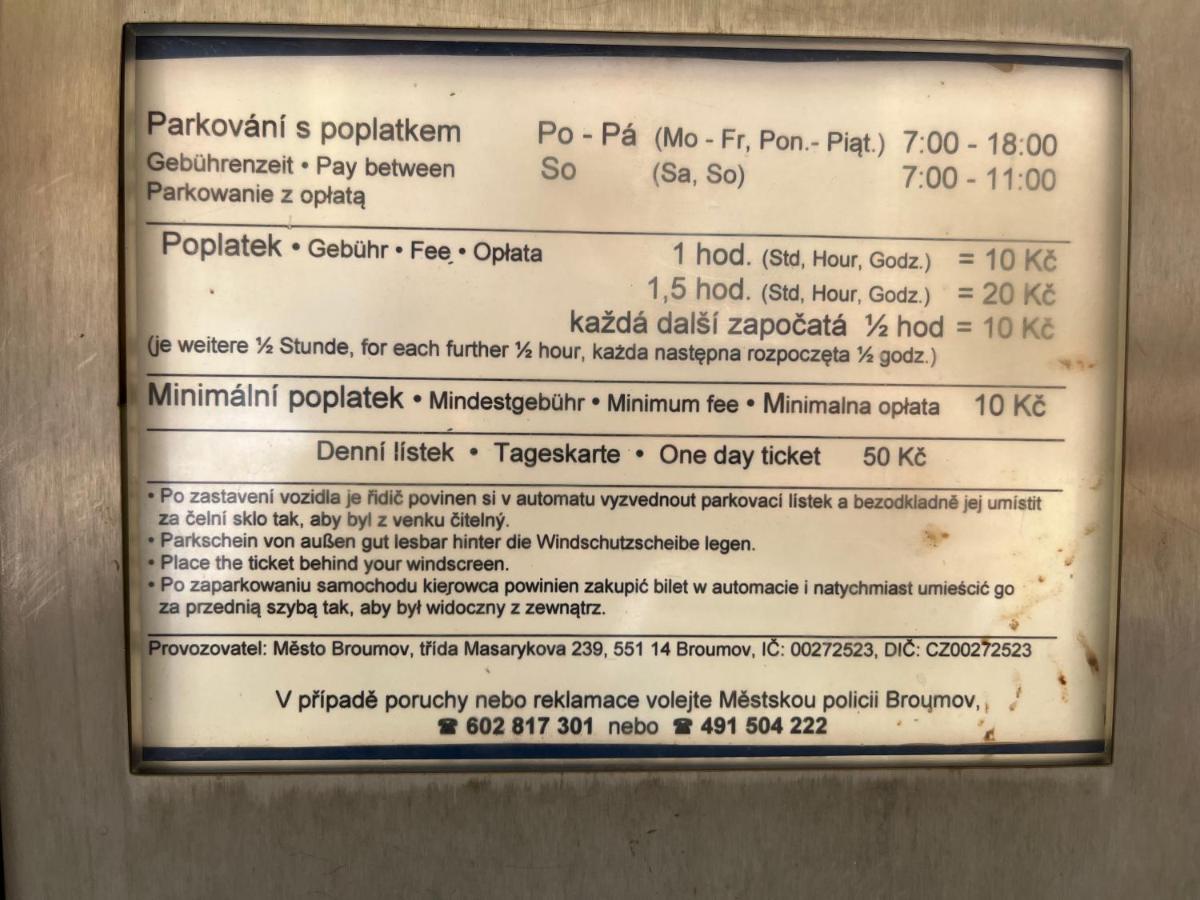 Parkování s poplatkem Po - Pá (Mo - Fr, Pon.- Piąt.) 7:00 - 18:00
Gebührenzeit • Pay between So (Sa, So) 7:00 - 11:00
Parkowanie z opłatą
Poplatek • Gebühr • Fee • Opłata 1 hod. (Std, Hour, Godz.) = 10 Kč
1,5 hod. (Std, Hour, Godz.) = 20 Kč
každá další započatá ½ hod = 10 Kč
(je weitere ½ Stunde, for each further ½ hour, każda następna rozpoczęta ½ godz.)
Minimální poplatek • Mindestgebühr • Minimum fee • Minimalna opłata 10 Kč
Denní lístek • Tageskarte • One day ticket 50 Kč
• Po zastavení vozidla je řidič povinen si v automatu vyzvednout parkovací lístek a bezodkladně jej umístit
za čelní sklo tak, aby byl z venku čitelný.
• Parkschein von außen gut lesbar hinter die Windschutzscheibe legen.
• Place the ticket behind your windscreen.
• Po zaparkowaniu samochodu kierowca powinien zakupić bilet w automacie i natychmiast umieścić go
za przednią szybą tak, aby był widoczny z zewnątrz.
Provozovatel: Město Broumov, třída Masarykova 239, 551 14 Broumov, IČ: 00272523, DIČ: CZ00272523
V případě poruchy nebo reklamace volejte Městskou policii Broumov,
☎ 602 817 301 nebo ☎ 491 504 222